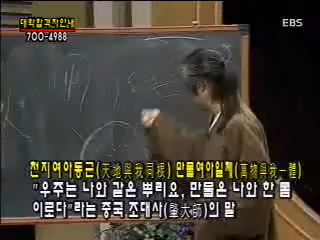 대학합격자안내
700-4988
EBS
천지여아동근(天地與我同根) 만물여아일체(萬物與我一體)
"우주는 나와 같은 뿌리요, 만물은 나와 한 몸
이로다"라는 중국 조대사(肇大師)의 말